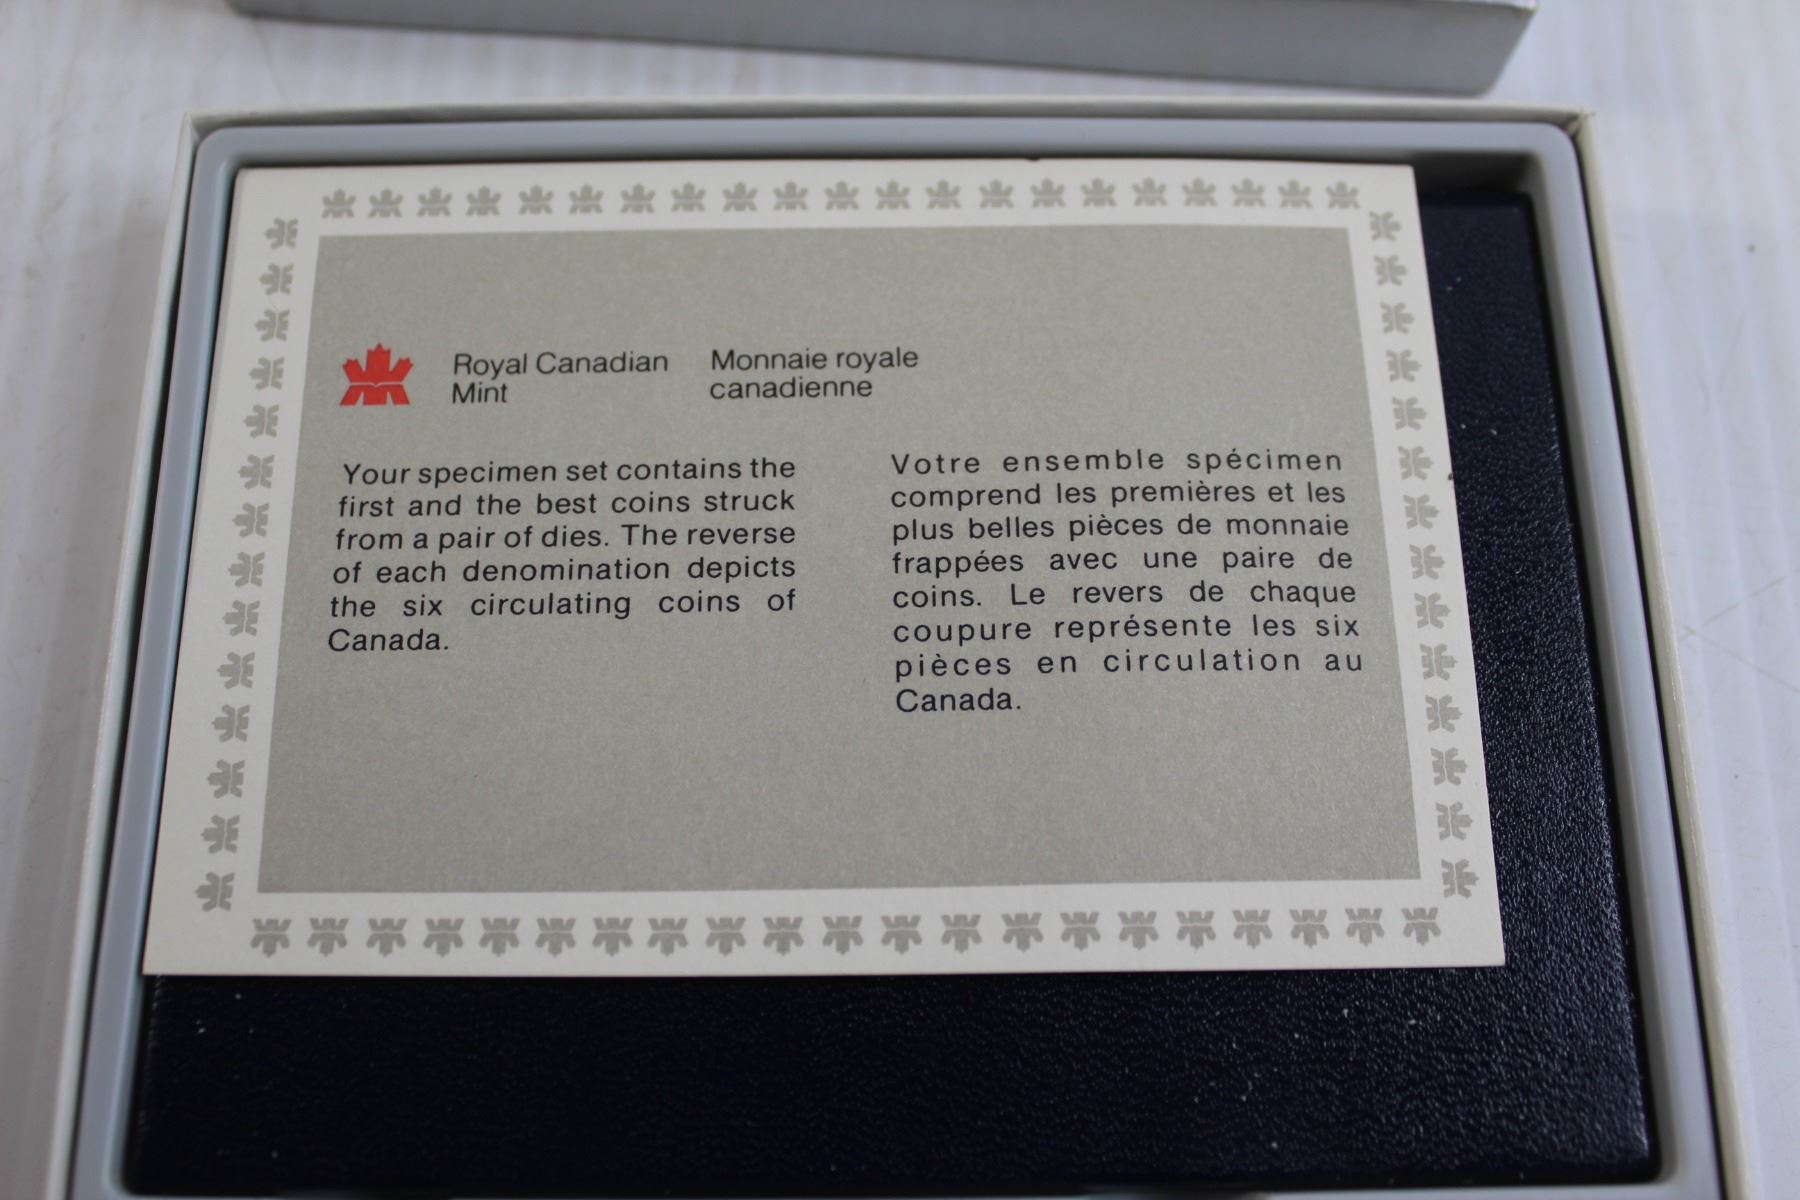 Royal Canadian
Mint
Monnaie royale
canadienne
Your specimen set contains the
first and the best coins struck
from a pair of dies. The reverse
of each denomination depicts
the six circulating coins of
Canada.
Votre ensemble spécimen
comprend les premières et les
plus belles pièces de monnaie
frappées avec une paire de
coins. Le revers de chaque
coupure représente les six
pièces en circulation au
Canada.